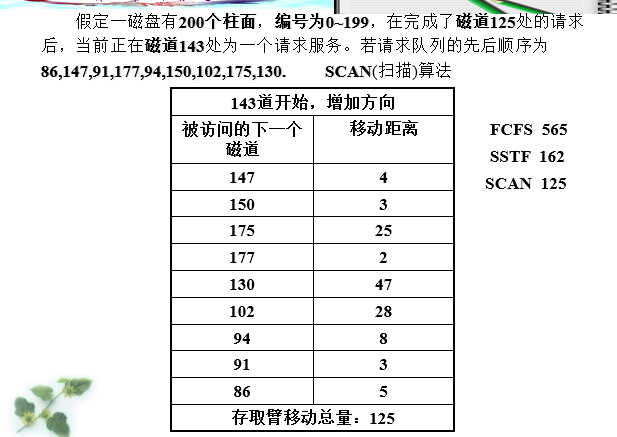 假定一磁盘有200个柱面，编号为0~199，在完成了磁道125处的请求
后，当前正在磁道143处为一个请求服务。若请求队列的先后顺序为
86,147,91,177,94,150,102,175,130. SCAN(扫描)算法
143道开始，增加方向
被访问的下一个
磁道
移动距离
147 4
150 3
175 25
177 2
130 47
102 28
94 8
91 3
86 5
存取臂移动总量：125
FCFS 565
SSTF 162
SCAN 125